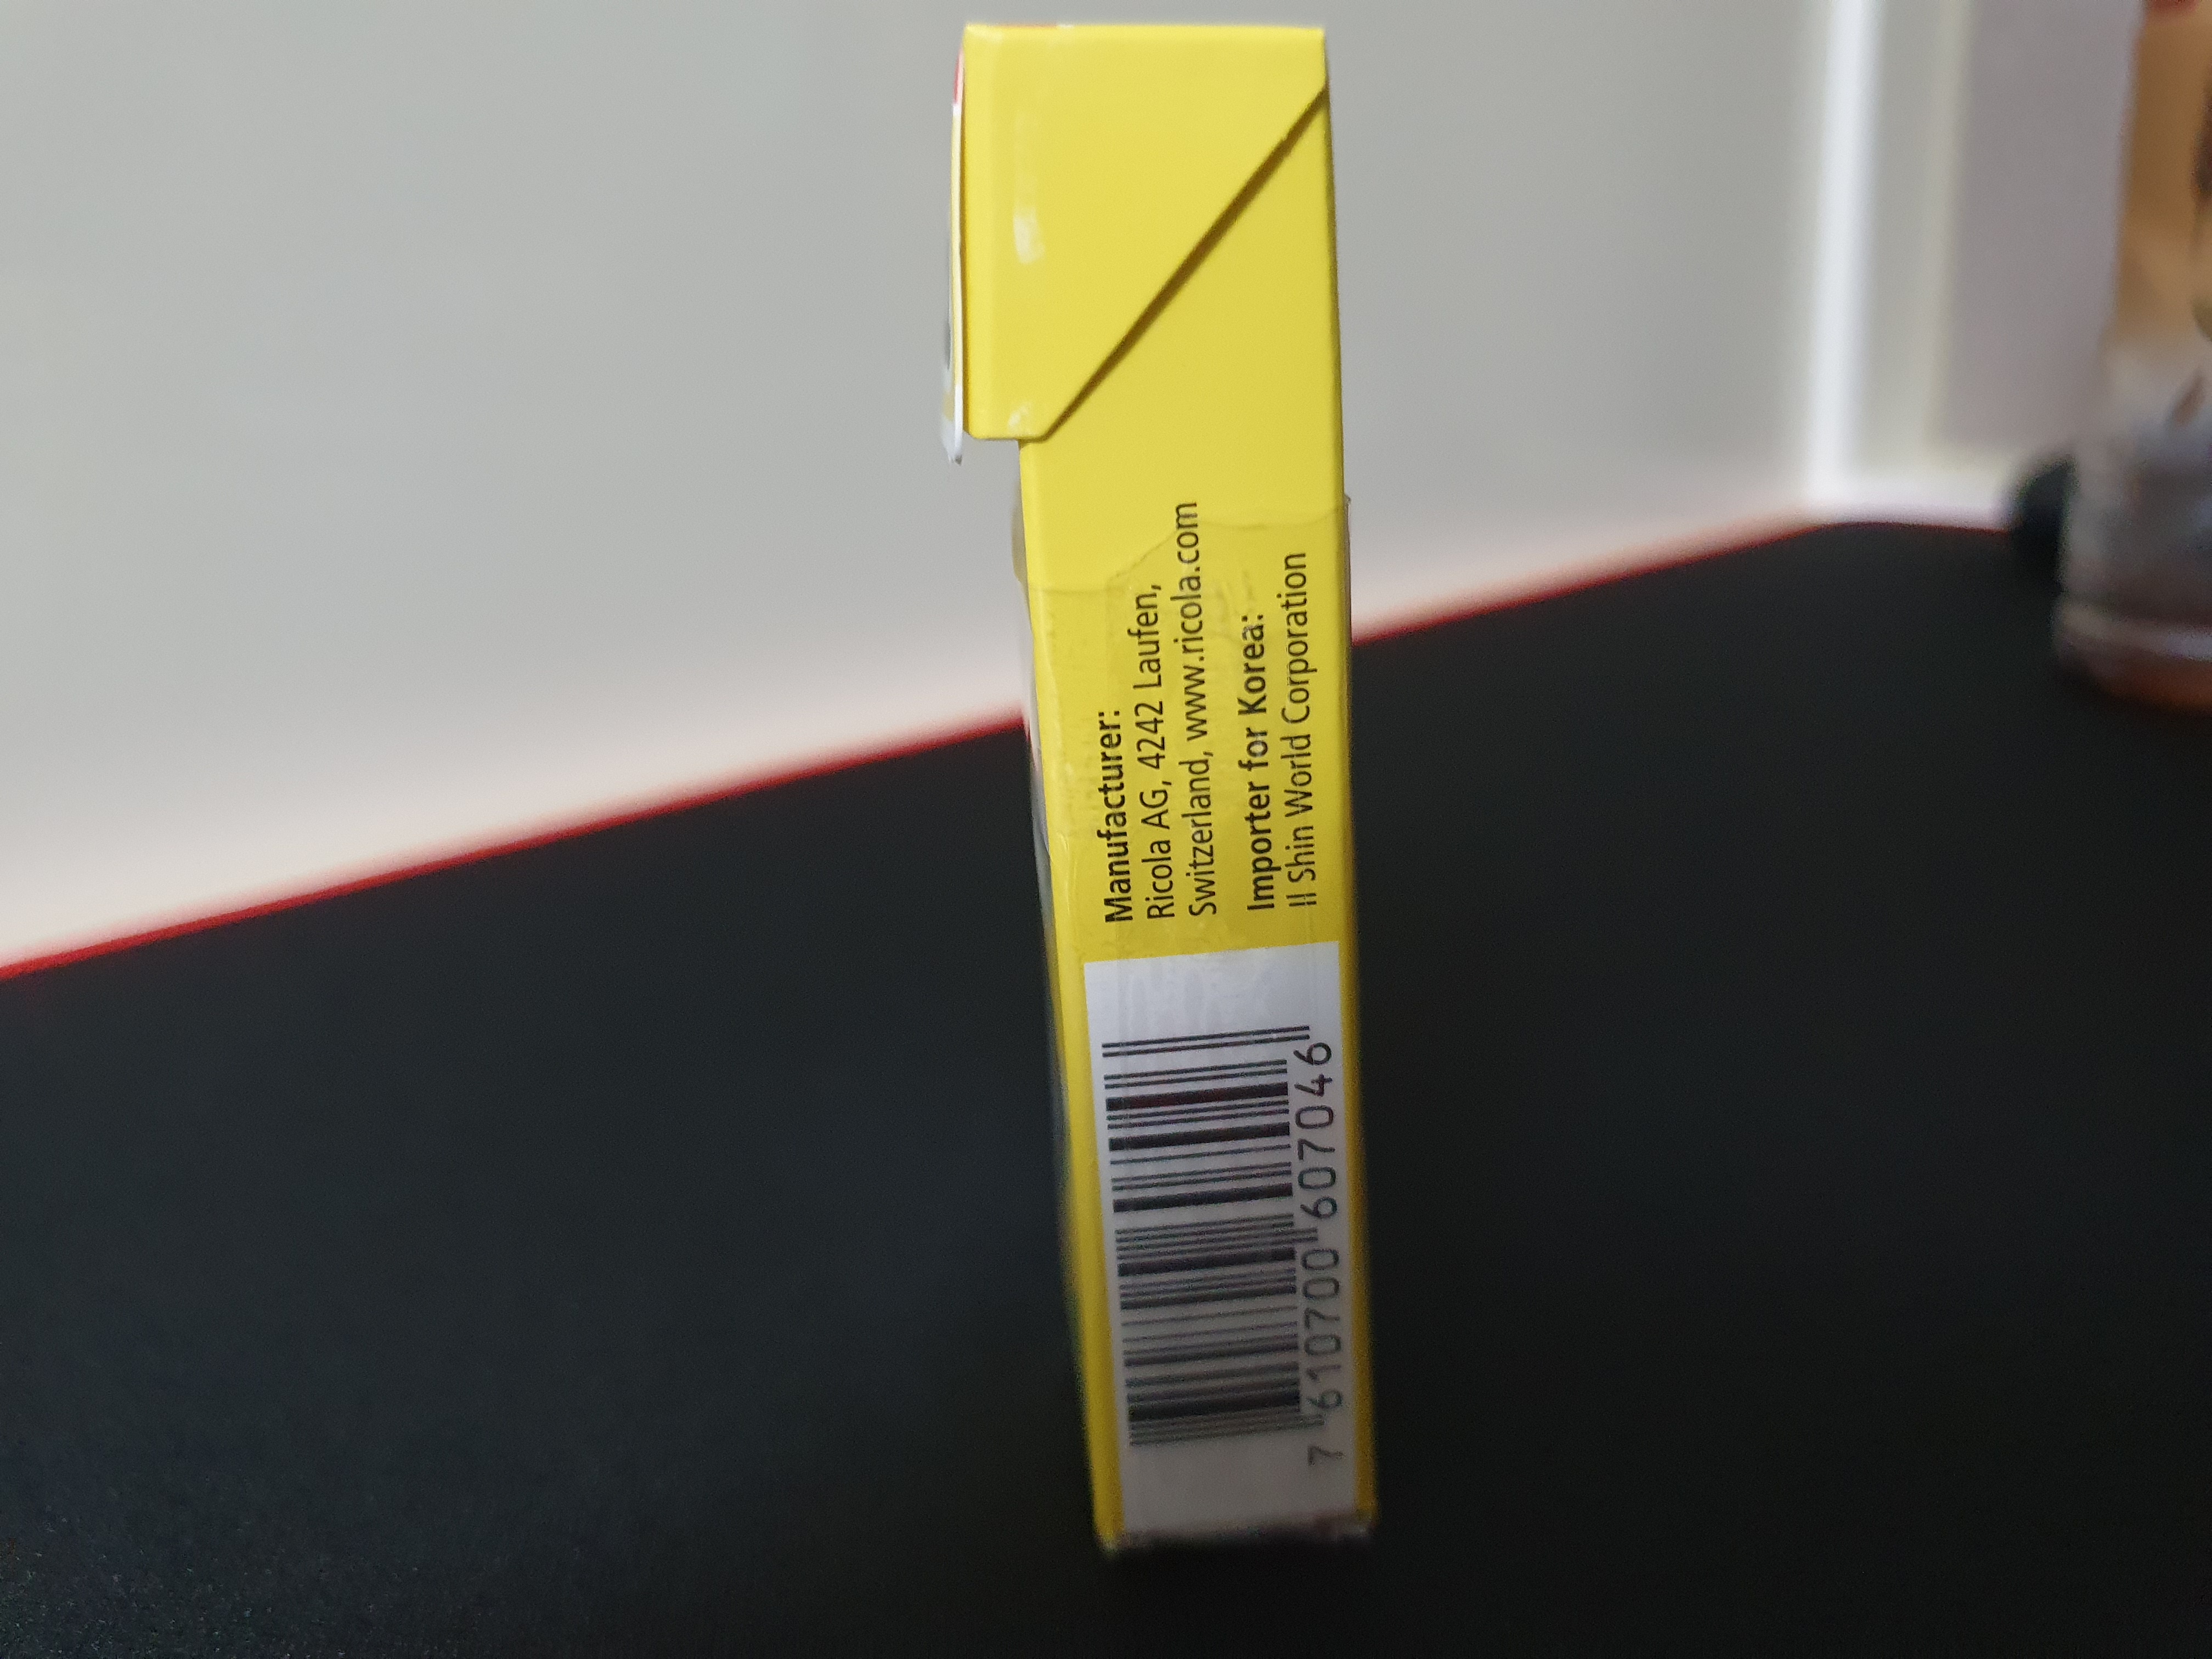 Manufacturer:
Ricola AG, 4242 Laufen,
Switzerland, www.ricola.com
Importer for Korea:
Il Shin World Corporation
7 610700 607046